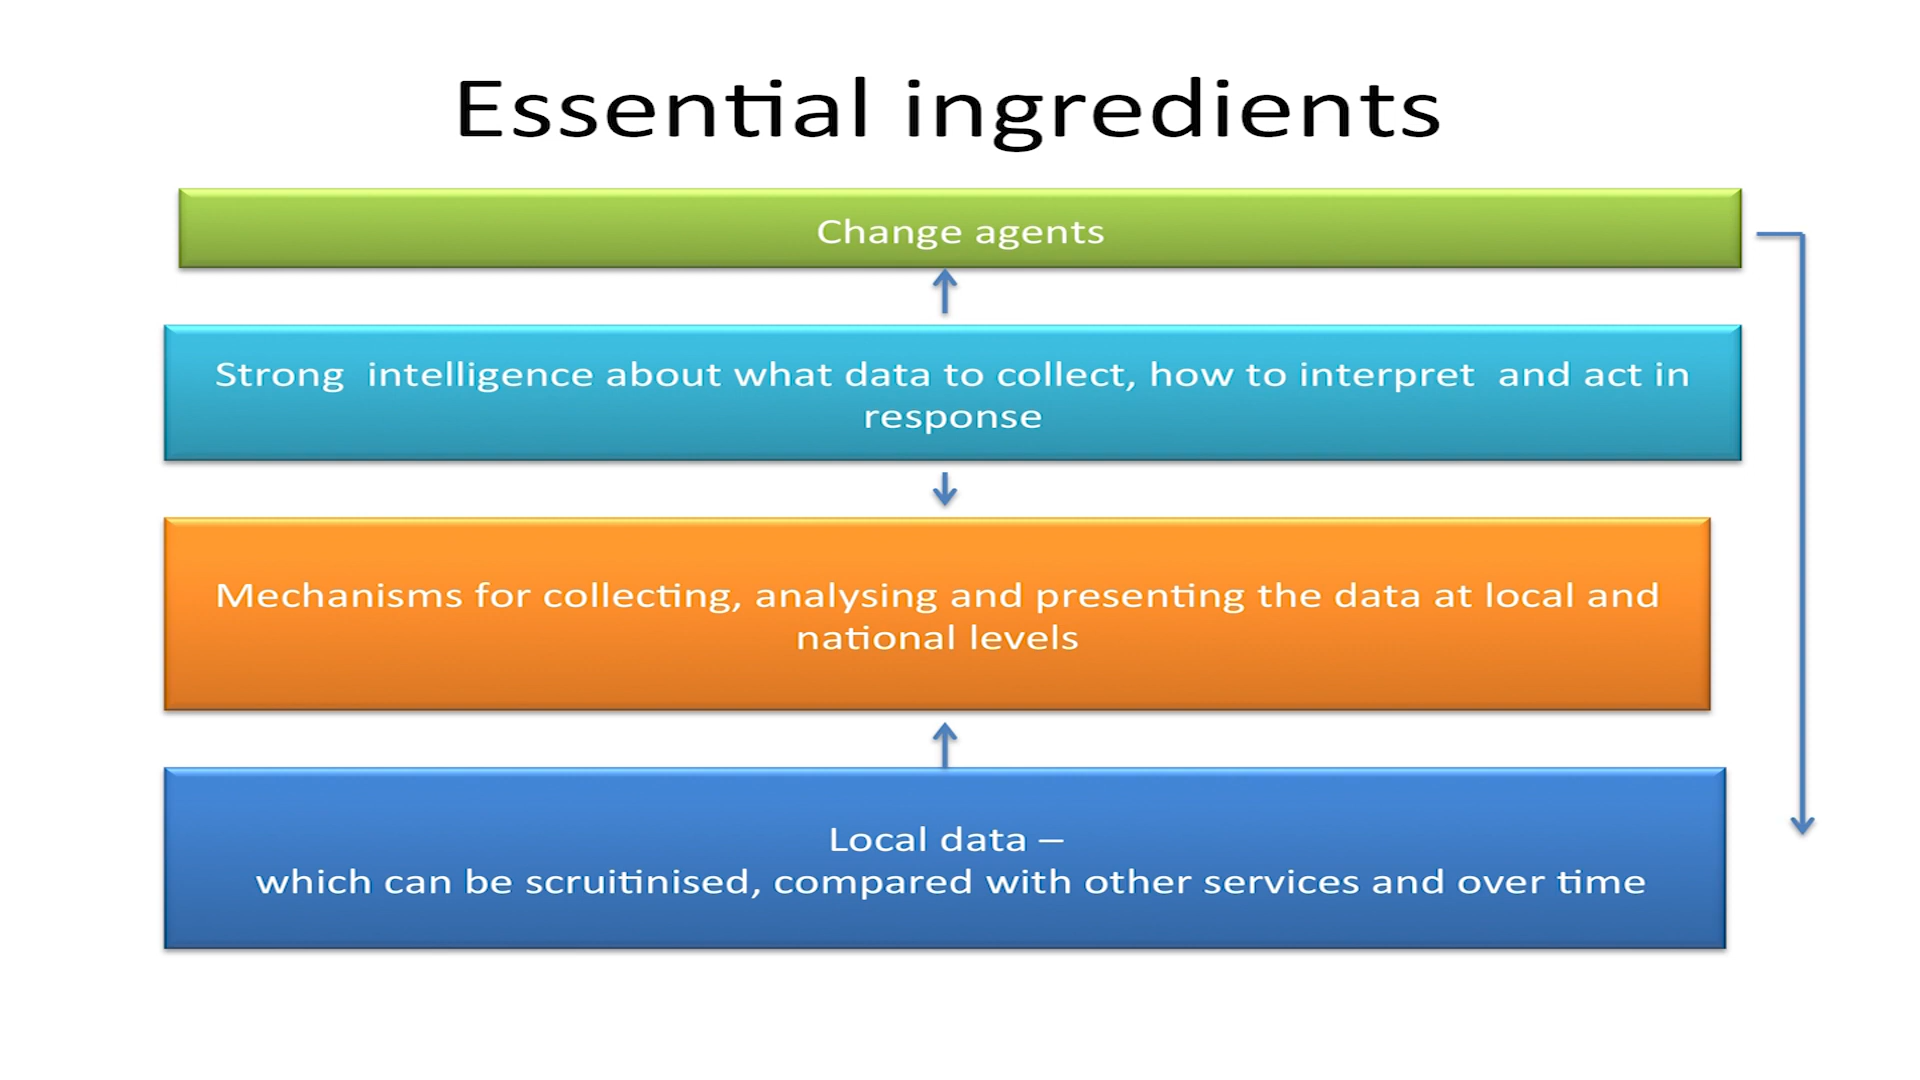 Essential ingredients
Change agents
Strong intelligence about what data to collect, how to interpret and act in
response
Mechanisms for collecting, analysing and presenting the data at local and
national levels
Local data –
which can be scruitinised, compared with other services and over time